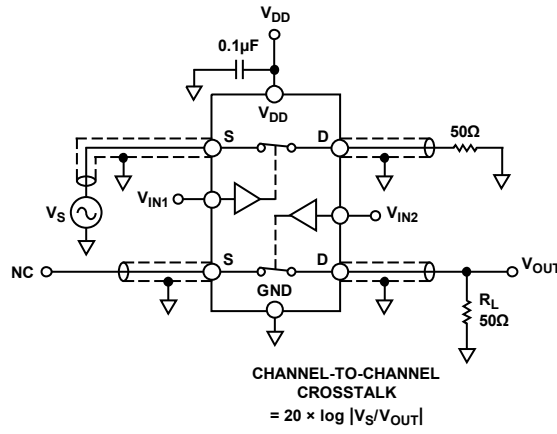 VDD
0.1µF
VDD
S
D
50Ω
VS
VIN1
VIN2
NC
S
D
VOUT
GND
RL
50Ω
CHANNEL-TO-CHANNEL
CROSSTALK
= 20 × log |VS/VOUT|